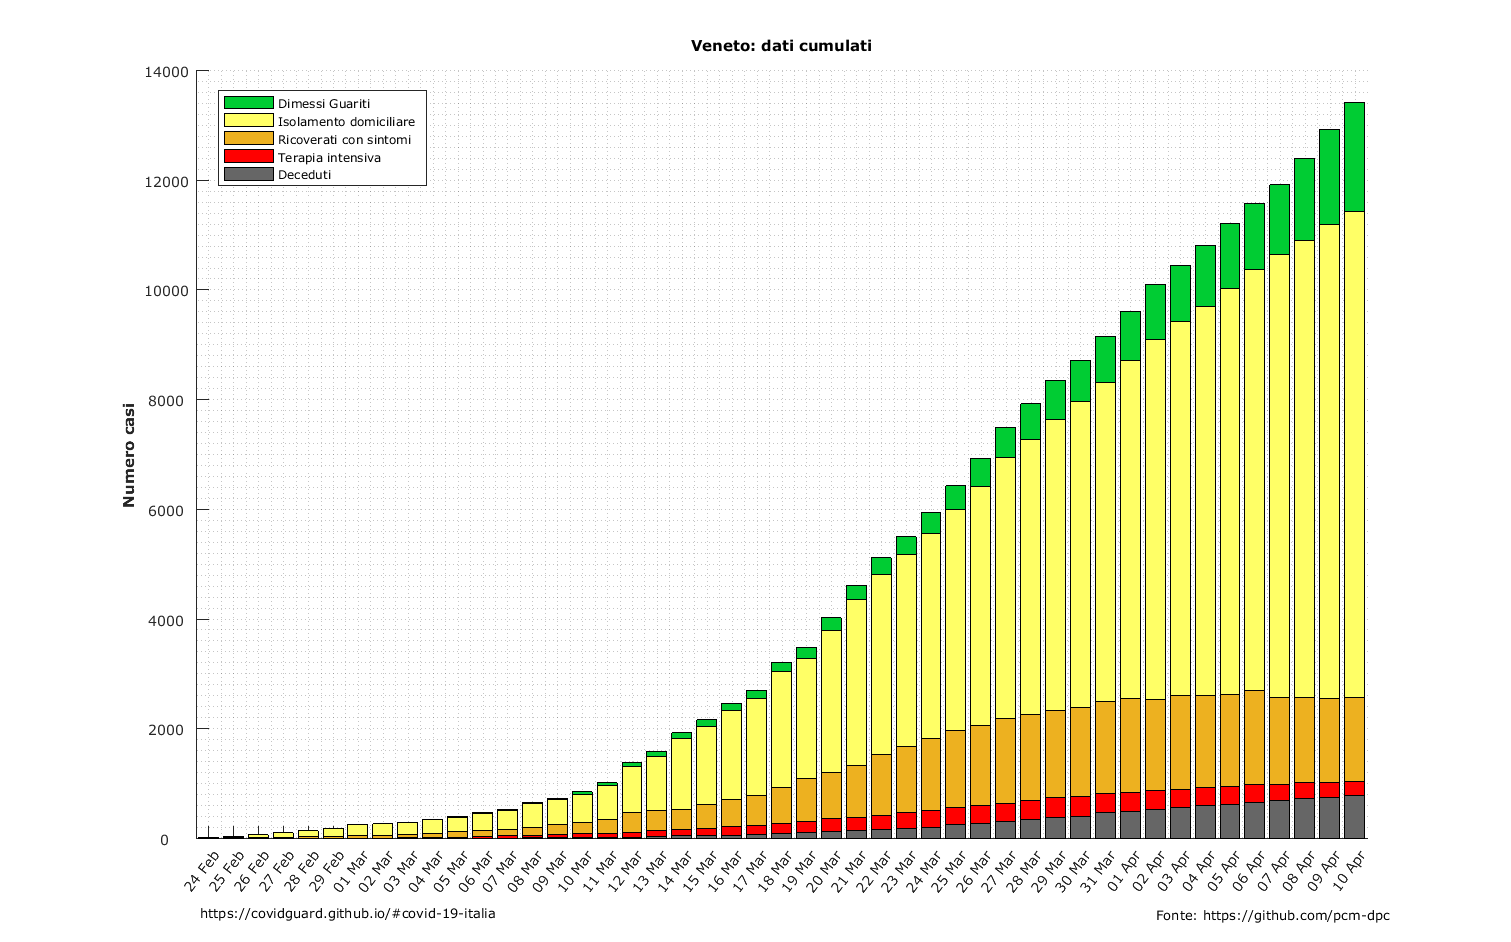 Veneto: dati cumulati
14000
12000
10000
8000
6000
4000
2000
0
Numero casi
Dimessi Guariti
Isolamento domiciliare
Ricoverati con sintomi
Terapia intensiva
Deceduti
24 Feb
25 Feb
26 Feb
27 Feb
28 Feb
29 Feb
01 Mar
02 Mar
03 Mar
04 Mar
05 Mar
06 Mar
07 Mar
08 Mar
09 Mar
10 Mar
11 Mar
12 Mar
13 Mar
14 Mar
15 Mar
16 Mar
17 Mar
18 Mar
19 Mar
20 Mar
21 Mar
22 Mar
23 Mar
24 Mar
25 Mar
26 Mar
27 Mar
28 Mar
29 Mar
30 Mar
31 Mar
01 Apr
02 Apr
03 Apr
04 Apr
05 Apr
06 Apr
07 Apr
08 Apr
09 Apr
10 Apr
https://covidguard.github.io/#covid-19-italia
Fonte: https://github.com/pcm-dpc